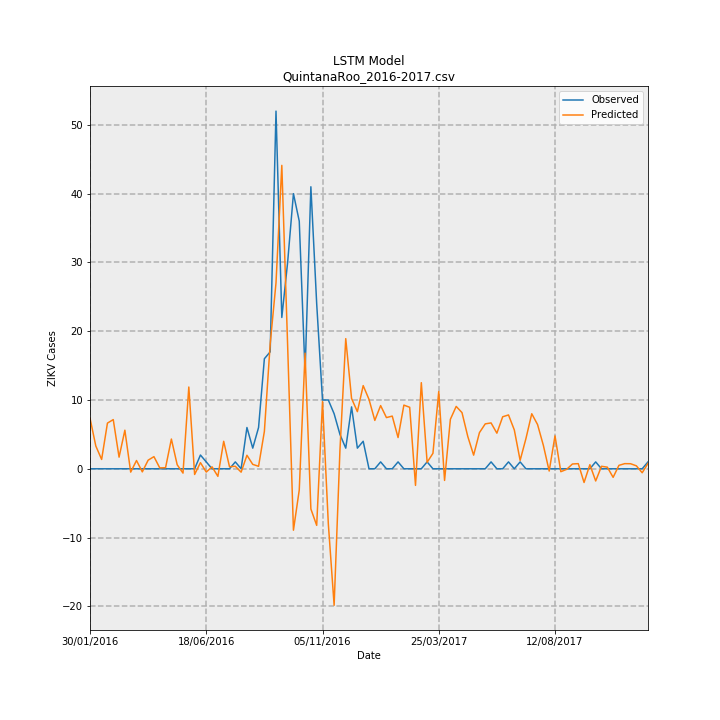 LSTM Model
QuintanaRoo_2016-2017.csv
Observed
Predicted
50
40
30
20
10
0
−10
−20
ZIKV Cases
30/01/2016
18/06/2016
05/11/2016
25/03/2017
12/08/2017
Date